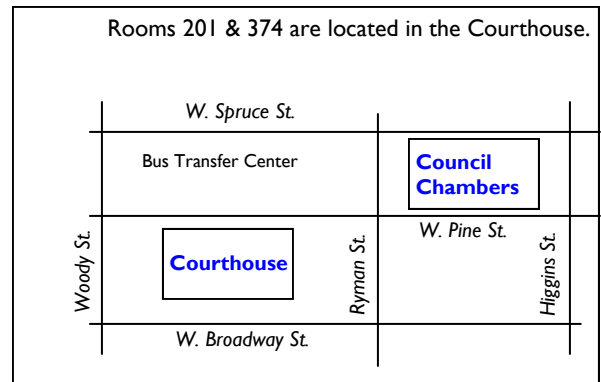 Rooms 201 & 374 are located in the Courthouse.
W. Spruce St.
Bus Transfer Center
Council
Chambers
W. Pine St.
Woody St.
Courthouse
Ryman St.
Higgins St.
W. Broadway St.